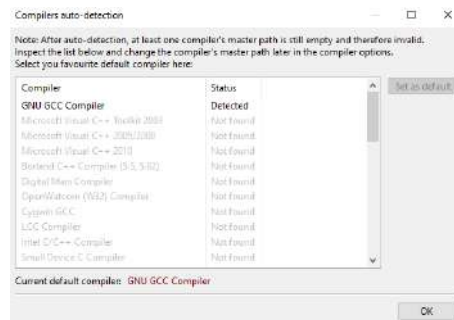 Compilers auto-detection
Note: After auto-detection, at least one compiler's master path is still empty and therefore invalid.
Inspect the list below and change the compiler's master path later in the compiler options.
Select you favourite default compiler here:
Compiler Status
Set as default
GNU GCC Compiler Detected
Microsoft Visual C++ Toolkit 2003 Not found
Microsoft Visual C++ 2005/2008 Not found
Microsoft Visual C++ 2010 Not found
Borland C++ Compiler (5.5, 5.82) Not found
Digital Mars Compiler Not found
OpenWatcom (W32) Compiler Not found
Cygwin GCC Not found
LCC Compiler Not found
Intel C/C++ Compiler Not found
Small Device C Compiler Not found
Current default compiler: GNU GCC Compiler
OK